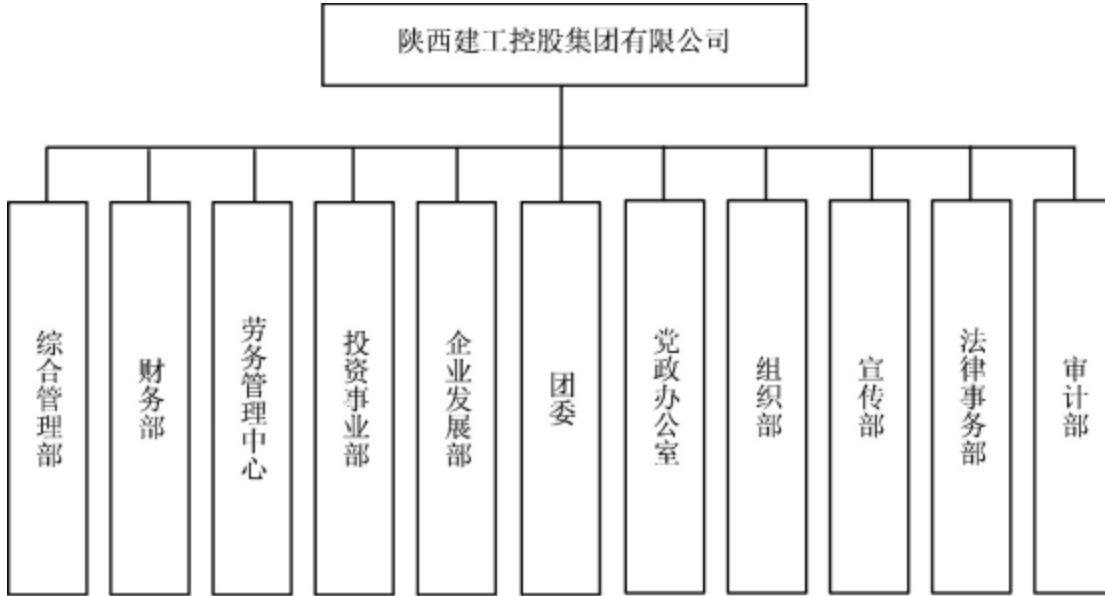 陕西建工控股集团有限公司
综合管理部
财务部
劳务管理中心
投资事业部
企业发展部
团委
党政办公室
组织部
宣传部
法律事务部
审计部